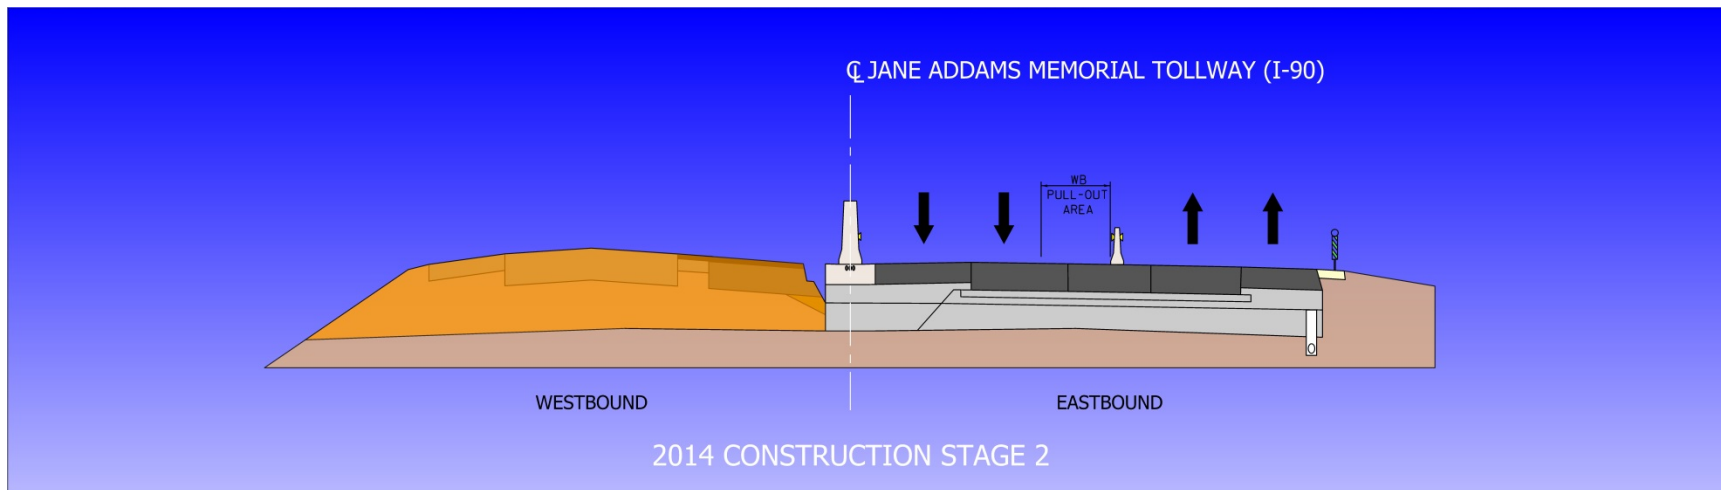 ℄ JANE ADDAMS MEMORIAL TOLLWAY (I-90)
WB
PULL-OUT
AREA
WESTBOUND
EASTBOUND
2014 CONSTRUCTION STAGE 2